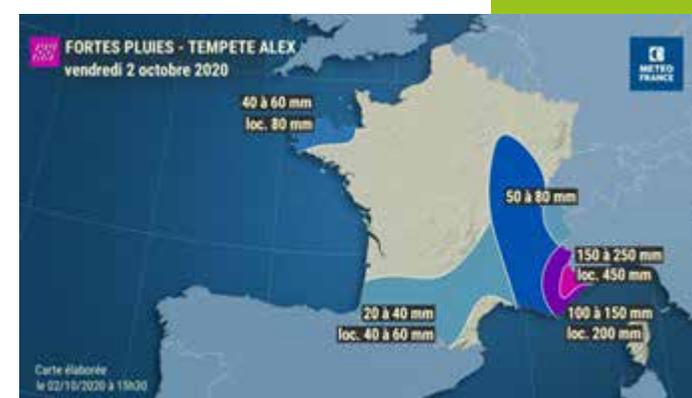 FORTES PLUIES - TEMPETE ALEX
vendredi 2 octobre 2020
METEO
FRANCE
40 à 60 mm
loc. 80 mm
50 à 80 mm
150 à 250 mm
loc. 450 mm
20 à 40 mm
loc. 40 à 60 mm
100 à 150 mm
loc. 200 mm
Carte élaborée
le 02/10/2020 à 15h30